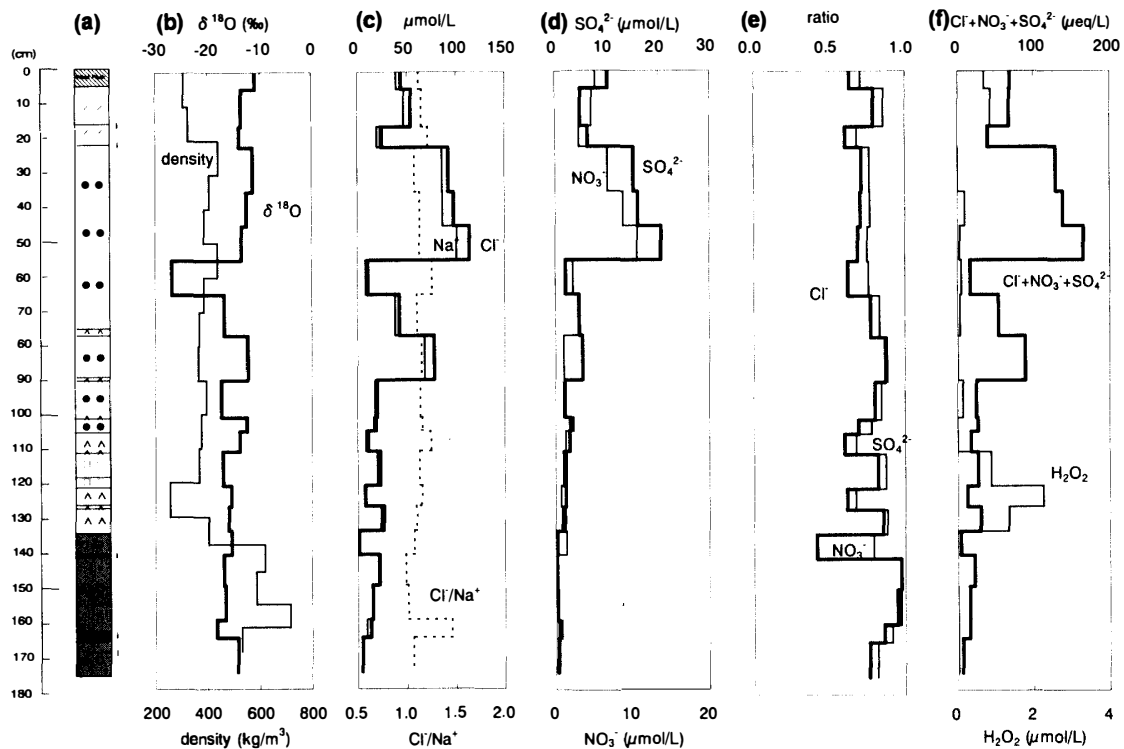 (a) (b) δ ¹⁸O (‰) (c) μmol/L (d) SO₄²⁻ (μmol/L) (e) ratio (f) Cl⁻+NO₃⁻+SO₄²⁻ (μeq/L)
(cm) -30 -20 -10 0 0 50 100 150 0 10 20 30 0 0.5 1.0 0 100 200
0
10
20
density NO₃⁻ SO₄²⁻
30
40
δ ¹⁸O
50
Na⁺ Cl⁻
60
Cl⁻ Cl⁻+NO₃⁻+SO₄²⁻
70
80
90
100
110
SO₄²⁻
H₂O₂
120
130
140
NO₃⁻
150
Cl⁻/Na⁺
160
170
180
200 400 600 800 0.5 1.0 1.5 2.0 0 10 20 30 0 2 4
density (kg/m³) Cl⁻/Na⁺ NO₃⁻ (μmol/L) H₂O₂ (μmol/L)